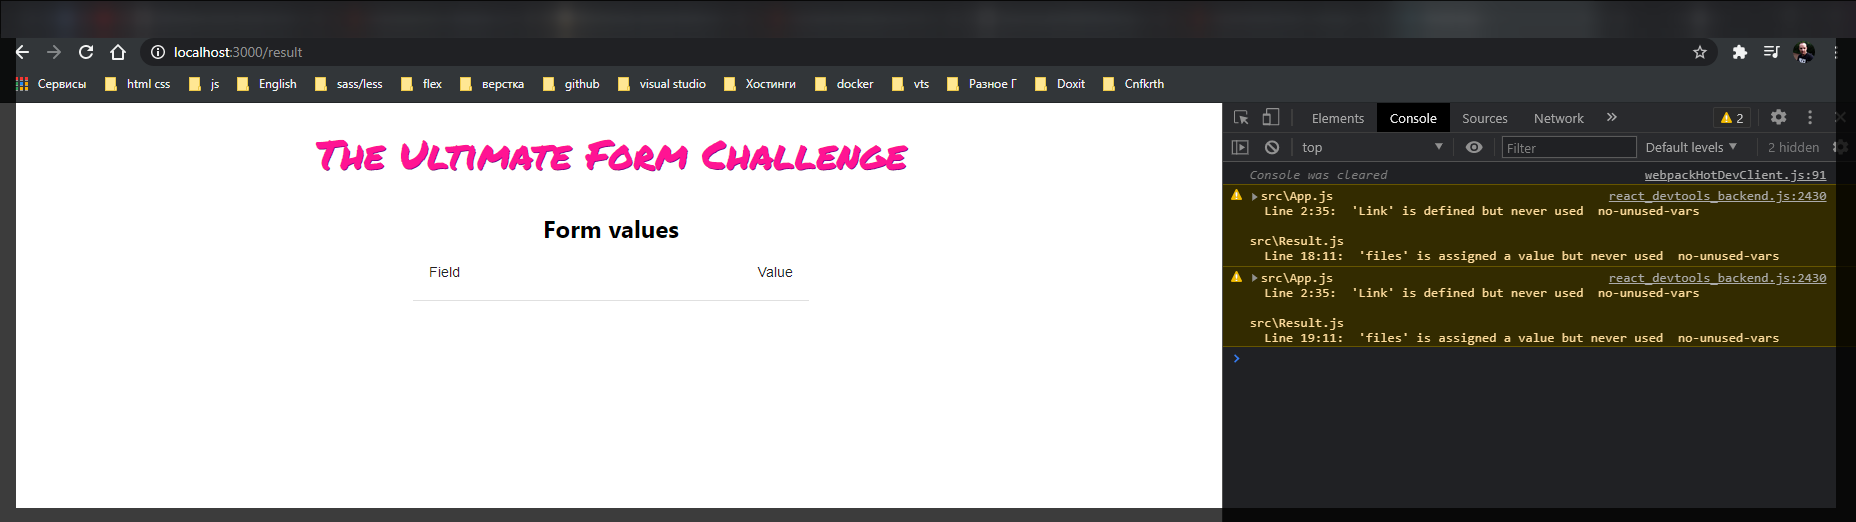 localhost:3000/result
Сервисы html css js English sass/less flex верстка github visual studio Хостинги docker vts Разное Г Doxit Cnfkrth
The Ultimate Form Challenge
Form values
Field Value
Elements Console Sources Network » 2
top Filter Default levels 2 hidden
Console was cleared webpackHotDevClient.js:91
src\App.js react_devtools_backend.js:2430
Line 2:35: 'Link' is defined but never used no-unused-vars
src\Result.js
Line 18:11: 'files' is assigned a value but never used no-unused-vars
src\App.js react_devtools_backend.js:2430
Line 2:35: 'Link' is defined but never used no-unused-vars
src\Result.js
Line 19:11: 'files' is assigned a value but never used no-unused-vars